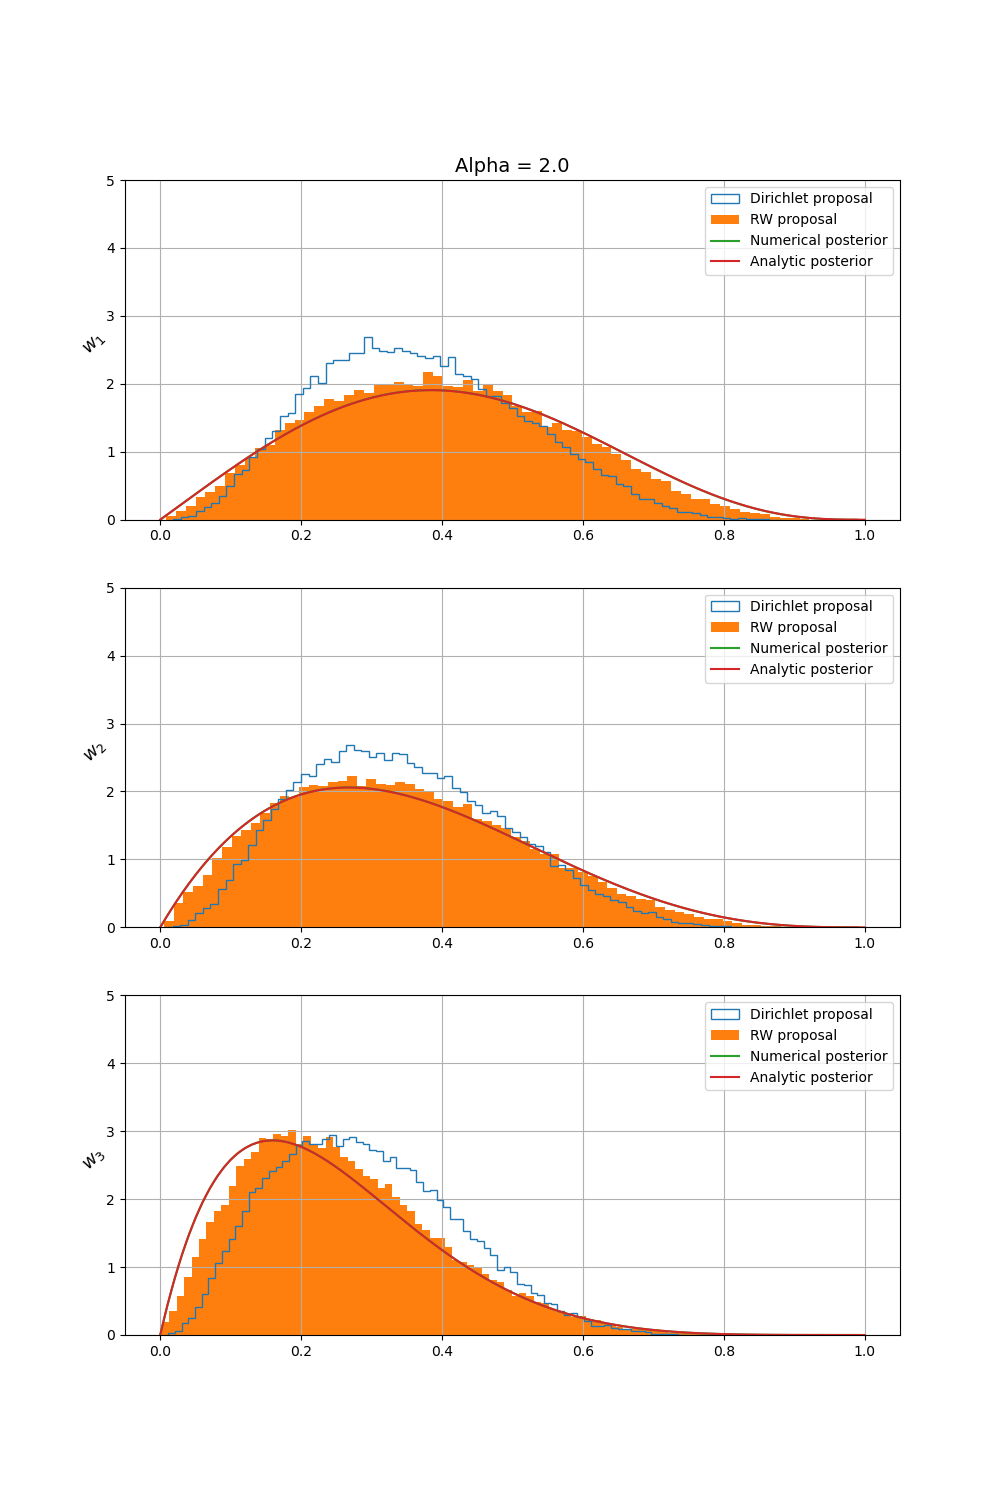 Alpha = 2.0
5
4
3
2
1
0
w₁
Dirichlet proposal
RW proposal
Numerical posterior
Analytic posterior
0.0 0.2 0.4 0.6 0.8 1.0
5
4
3
2
1
0
w₂
Dirichlet proposal
RW proposal
Numerical posterior
Analytic posterior
0.0 0.2 0.4 0.6 0.8 1.0
5
4
3
2
1
0
w₃
Dirichlet proposal
RW proposal
Numerical posterior
Analytic posterior
0.0 0.2 0.4 0.6 0.8 1.0